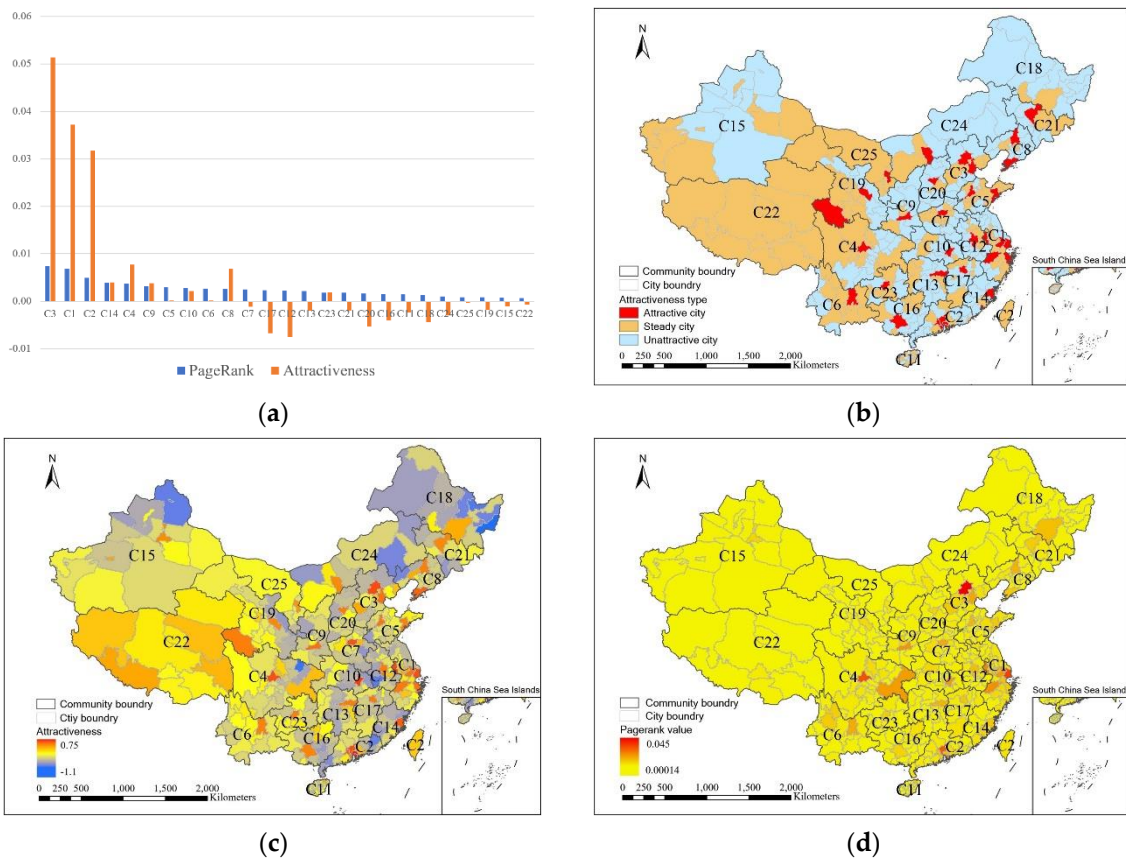 0.06
0.05
0.04
0.03
0.02
0.01
0.00
-0.01
C3 C1 C2 C14 C4 C9 C5 C10 C6 C8 C7 C17 C12 C13 C23 C21 C20 C16 C11 C18 C24 C25 C19 C15 C22
PageRank Attractiveness
(a)
N
C18
C15
C24
C21
C25
C8
C3
C19
C20
C5
C9
C22
C7
C1
C4
C10
C12
C13
C17
C6
C23
C14
C16
C2
C2
C11
South China Sea Islands
Community boundry
City boundry
Attractiveness type
Attractive city
Steady city
Unattractive city
0 250 500 1,000 1,500 2,000
Kilometers
(b)
N
C18
C15
C24
C21
C25
C8
C3
C19
C20
C5
C9
C22
C7
C1
C4
C10
C12
C13
C17
C6
C23
C14
C16
C2
C2
C11
South China Sea Islands
Community boundry
Ctiy boundry
Attractiveness
0.75
-1.1
0 250 500 1,000 1,500 2,000
Kilometers
(c)
N
C18
C15
C24
C21
C25
C8
C3
C19
C20
C5
C9
C22
C7
C1
C4
C10
C12
C13
C17
C6
C23
C14
C16
C2
C2
C11
South China Sea Islands
Community boundry
City boundry
Pagerank value
0.045
0.00014
0 250 500 1,000 1,500 2,000
Kilometers
(d)